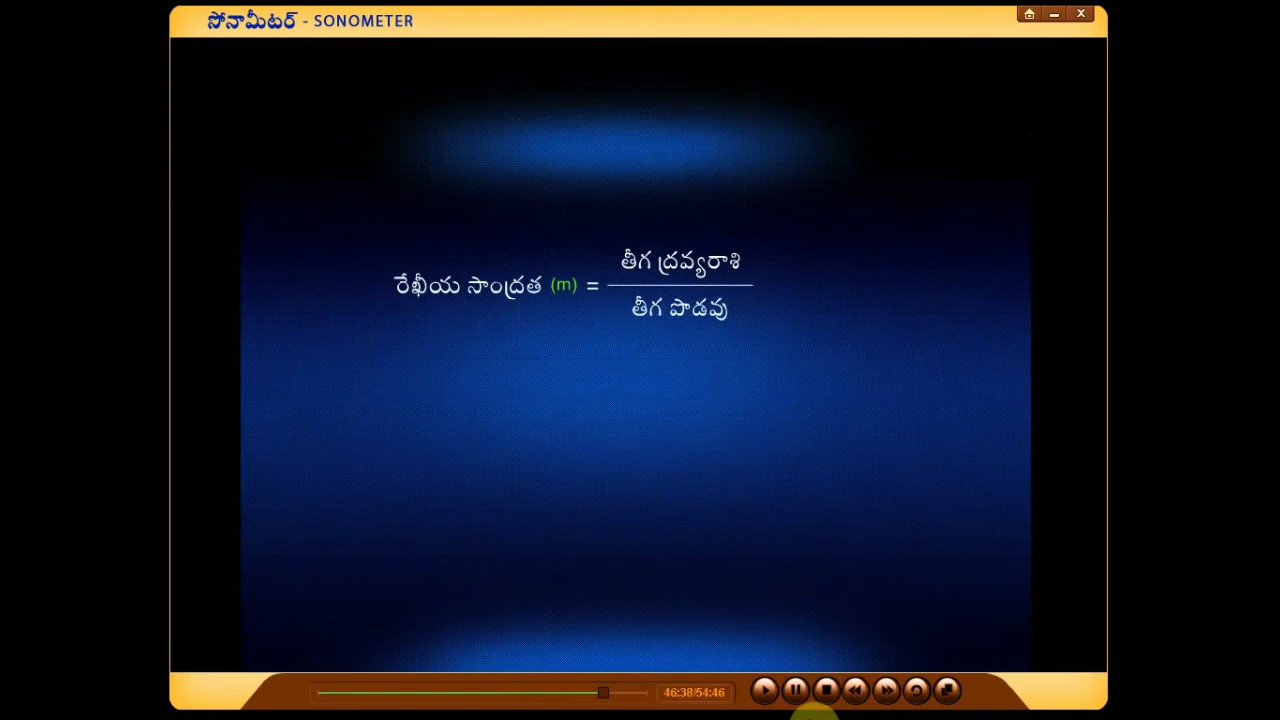 సోనామీటర్ - SONOMETER
రేఖీయ సాంద్రత (m) = తీగ ద్రవ్యరాశి
తీగ పొడవు
46:38/54:46